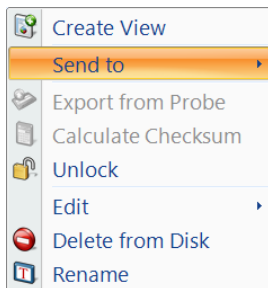 Create View
Send to
Export from Probe
Calculate Checksum
Unlock
Edit
Delete from Disk
Rename